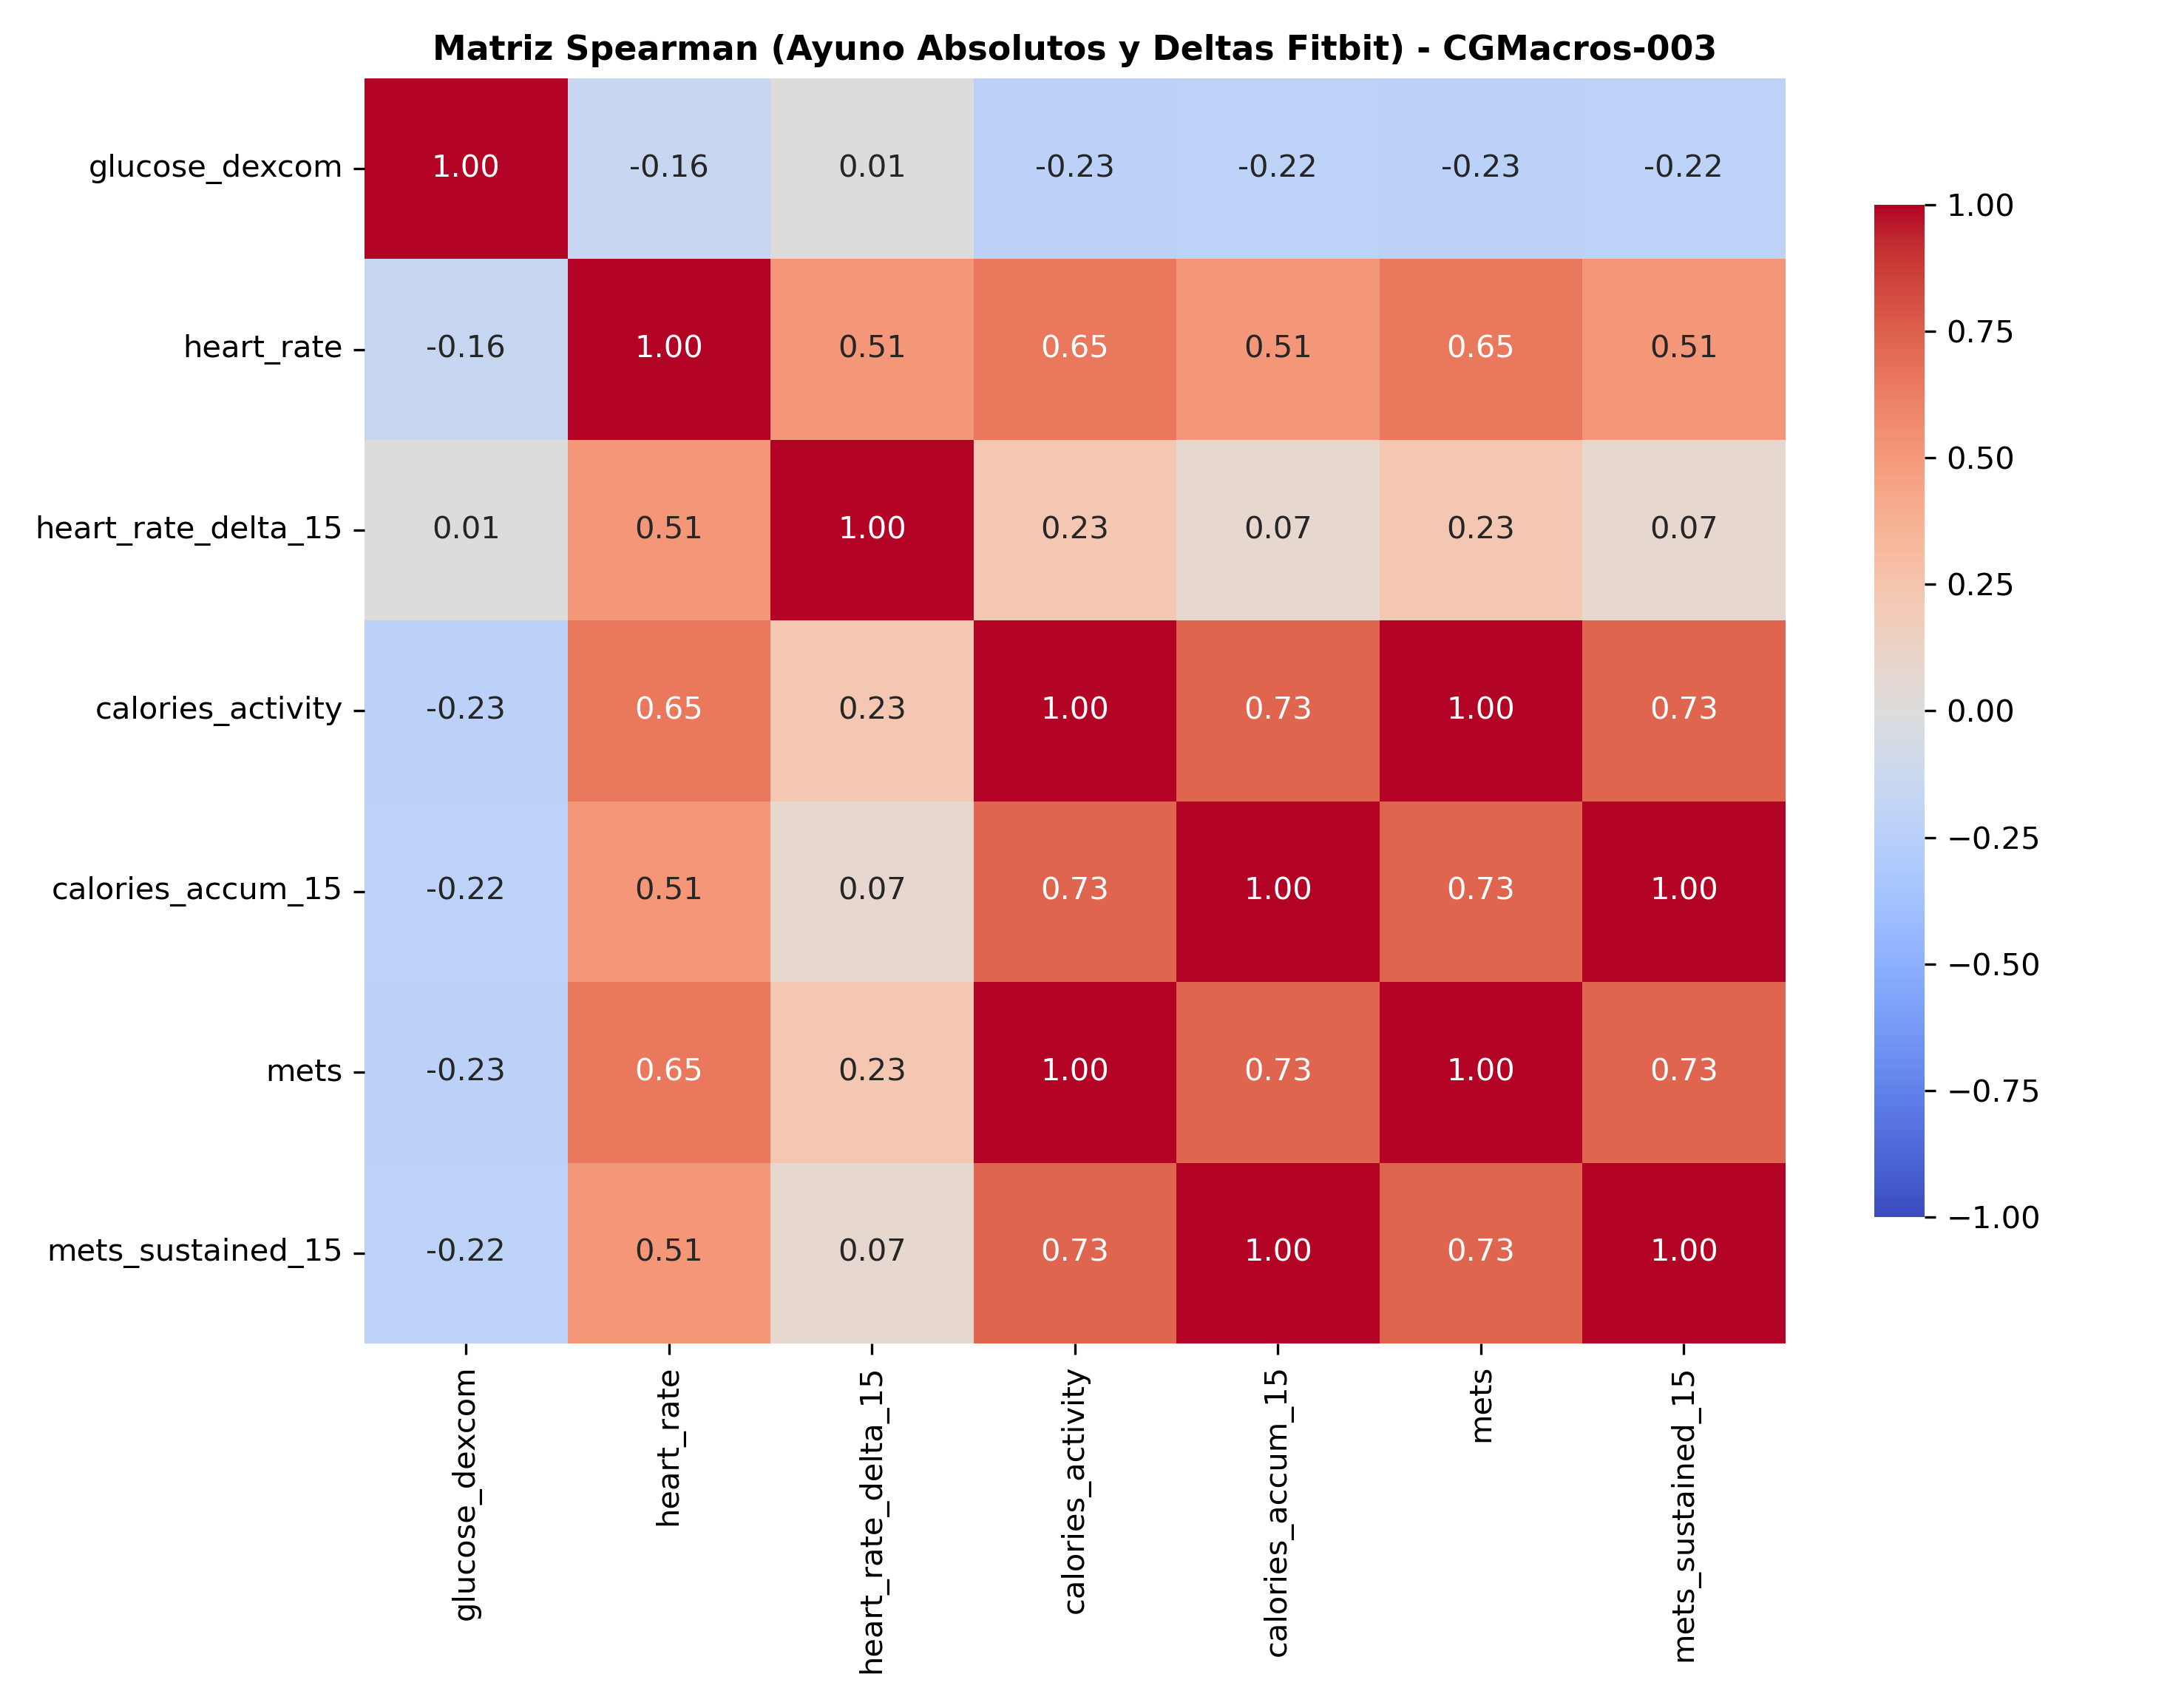 Matriz Spearman (Ayuno Absolutos y Deltas Fitbit) - CGMacros-003
glucose_dexcom 1.00 -0.16 0.01 -0.23 -0.22 -0.23 -0.22
heart_rate -0.16 1.00 0.51 0.65 0.51 0.65 0.51
heart_rate_delta_15 0.01 0.51 1.00 0.23 0.07 0.23 0.07
calories_activity -0.23 0.65 0.23 1.00 0.73 1.00 0.73
calories_accum_15 -0.22 0.51 0.07 0.73 1.00 0.73 1.00
mets -0.23 0.65 0.23 1.00 0.73 1.00 0.73
mets_sustained_15 -0.22 0.51 0.07 0.73 1.00 0.73 1.00
glucose_dexcom
heart_rate
heart_rate_delta_15
calories_activity
calories_accum_15
mets
mets_sustained_15
1.00
0.75
0.50
0.25
0.00
−0.25
−0.50
−0.75
−1.00